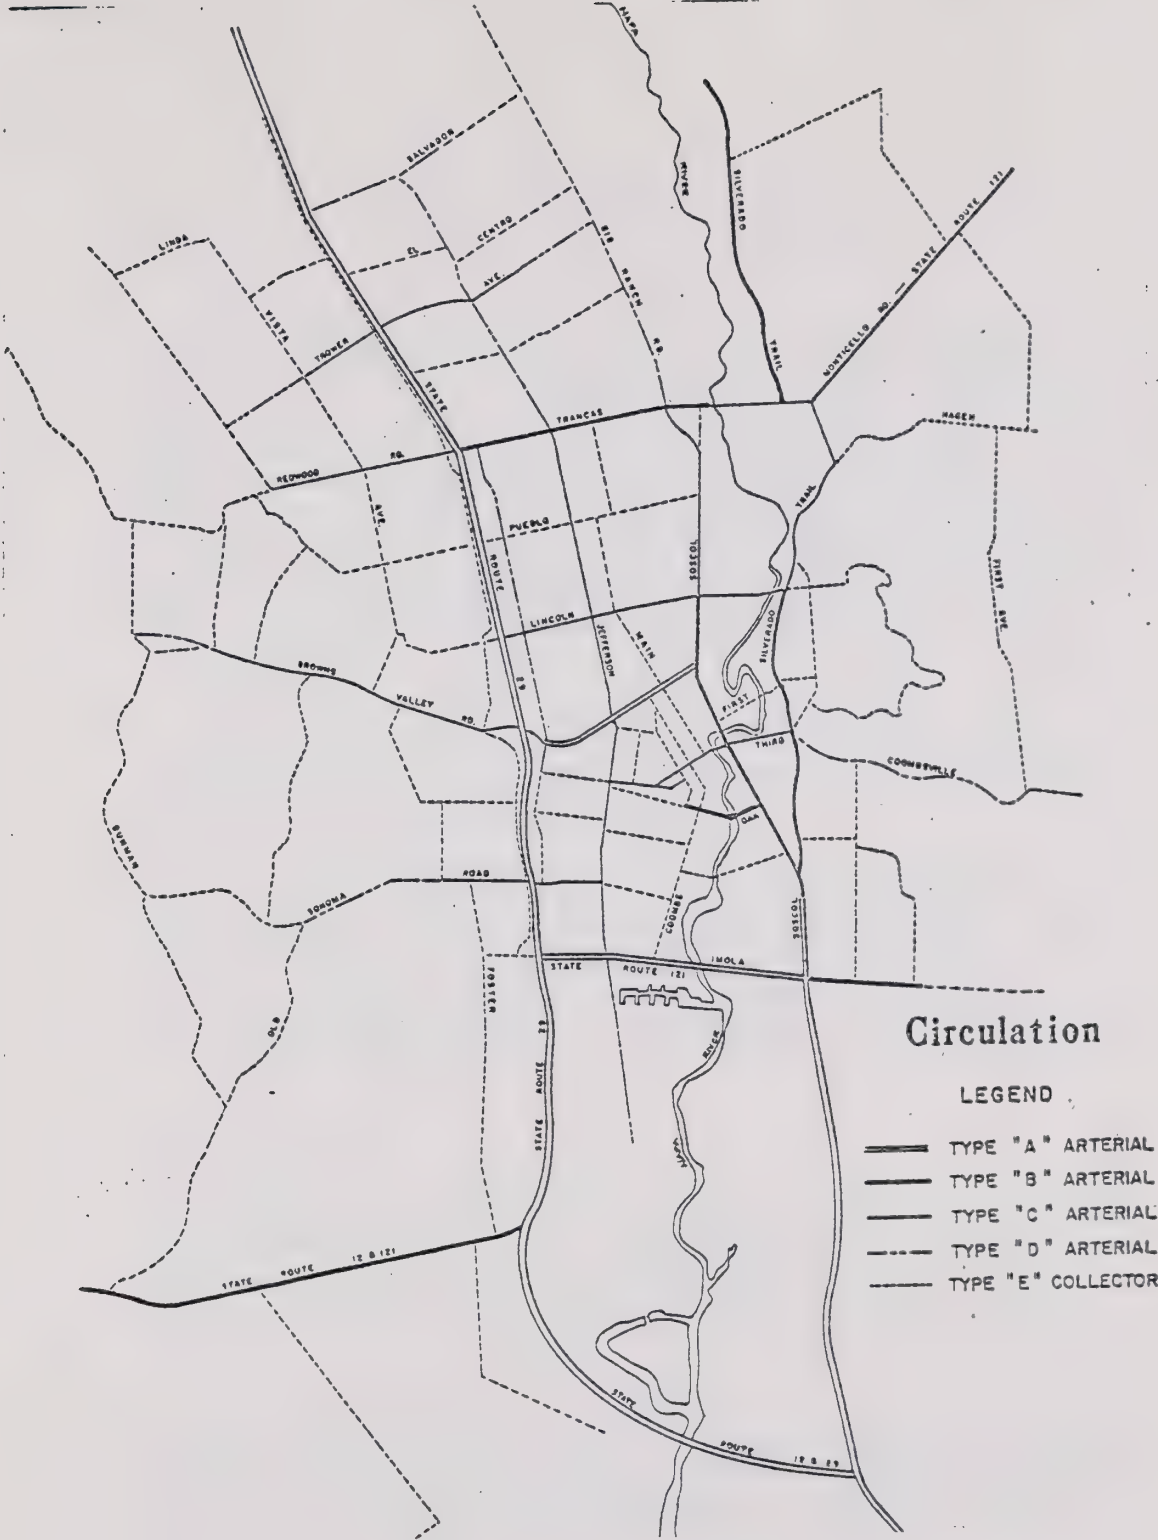 NAPA
RIVER
SALVADOR
SILVERADO
TRAIL
MONTICELLO RD. — STATE ROUTE 121
LINDA
VISTA
AVE.
EL CENTRO
AVE.
BIG RANCH RD.
TROWER
STATE
ROUTE
29
TRANCAS
REDWOOD RD.
HAGEN
TRAIL
PUEBLO
SOSCOL
FIRST AVE.
LINCOLN
JEFFERSON
MAIN
SILVERADO
BROWNS
VALLEY
RD.
FIRST
THIRD
COOMBSVILLE
OAK
BUHMAN
ROAD
SONOMA
OLD
COOMBS
SOSCOL
STATE ROUTE 121
IMOLA
FOSTER
STATE ROUTE 29
RIVER
NAPA
STATE ROUTE 12 & 121
STATE
ROUTE
12 & 29
Circulation
LEGEND
TYPE "A" ARTERIAL
TYPE "B" ARTERIAL
TYPE "C" ARTERIAL
TYPE "D" ARTERIAL
TYPE "E" COLLECTOR